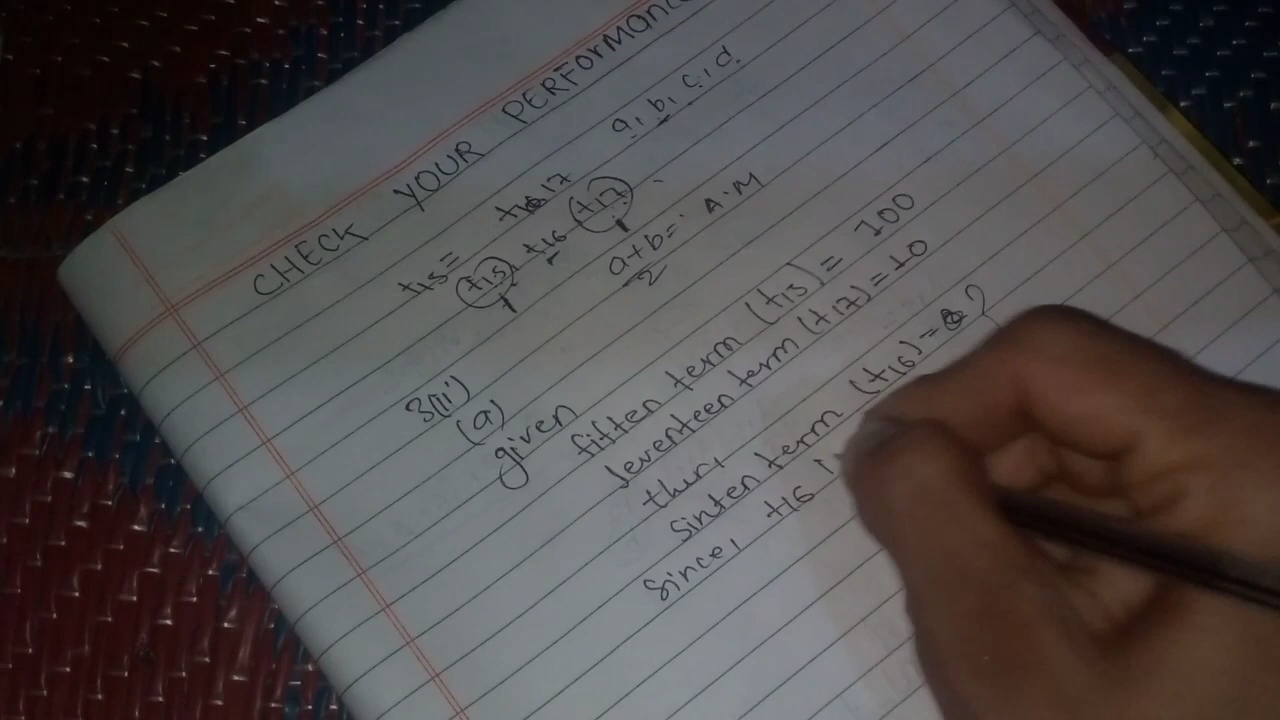 CHECK YOUR PERFORMANC
t15 = t17 a, b, c, d
t15, t16 t17
a+b/2 = A.M
3(ii)
(a)
given
fiften term (t15) = 100
seventeen term (t17) = 10
then,
sixten term (t16) = ?
Since, t16